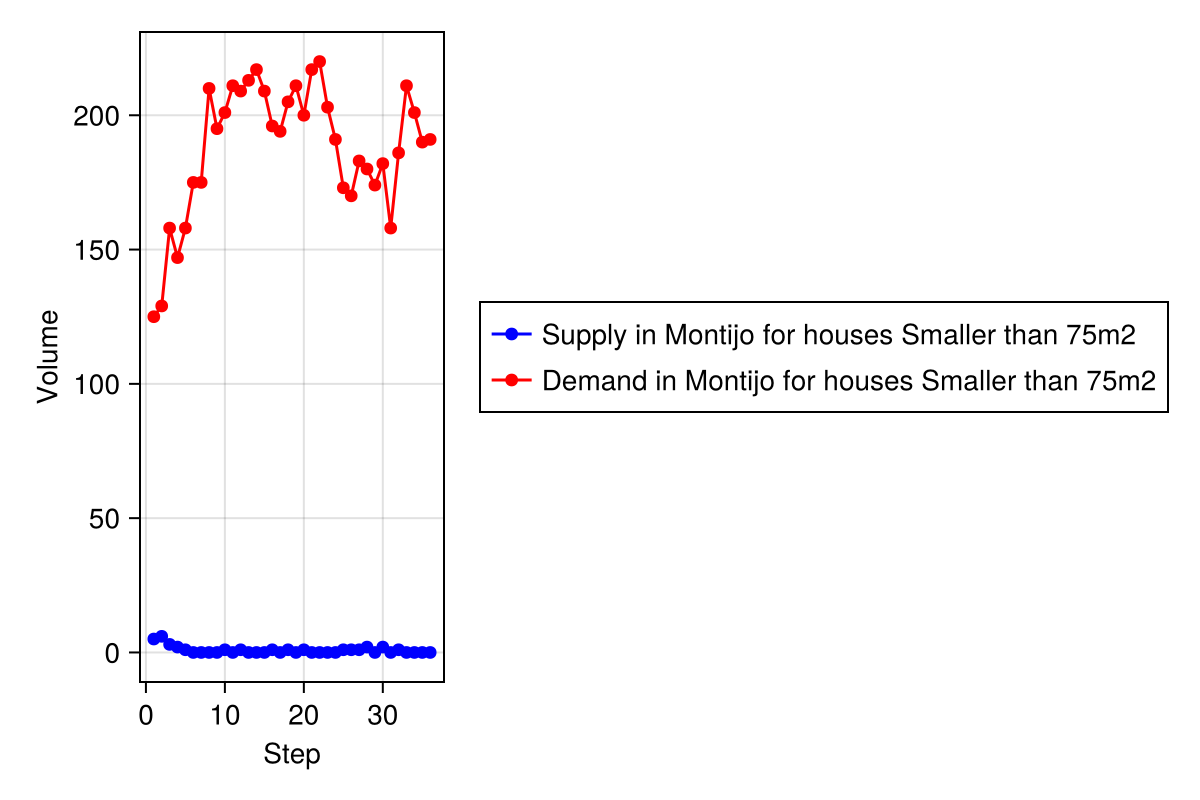 200
150
100
50
0
Volume
0 10 20 30
Step
Supply in Montijo for houses Smaller than 75m2
Demand in Montijo for houses Smaller than 75m2